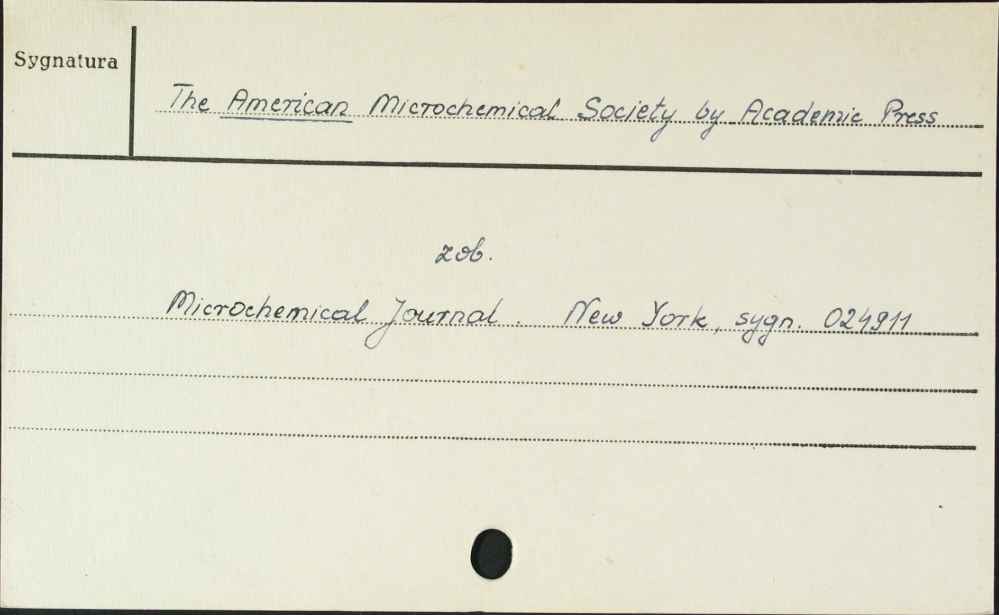 Sygnatura
The American Microchemical Society by Academic Press
zob.
Microchemical Journal. New York, sygn. 024911